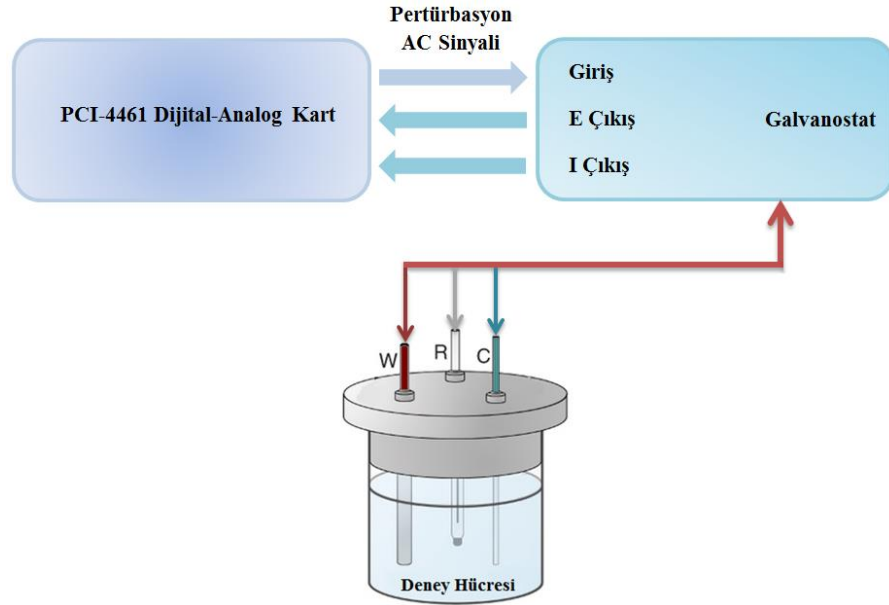 Pertürbasyon
AC Sinyali
PCI-4461 Dijital-Analog Kart
Giriş
E Çıkış
Galvanostat
I Çıkış
W
R
C
Deney Hücresi